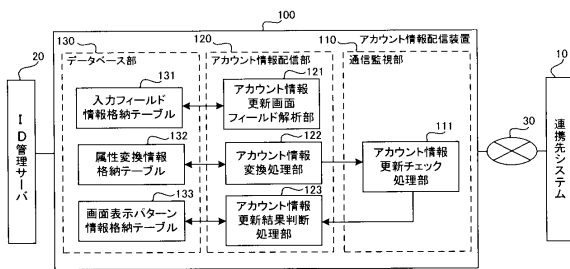 100
アカウント情報配信装置
20
130
データベース部
120
アカウント情報配信部
110
通信監視部
10
ID管理サーバ
131
入力フィールド
情報格納テーブル
121
アカウント情報
更新画面
フィールド解析部
132
属性変換情報
格納テーブル
122
アカウント情報
変換処理部
111
アカウント情報
更新チェック
処理部
30
連携先システム
133
画面表示パターン
情報格納テーブル
123
アカウント情報
更新結果判断
処理部